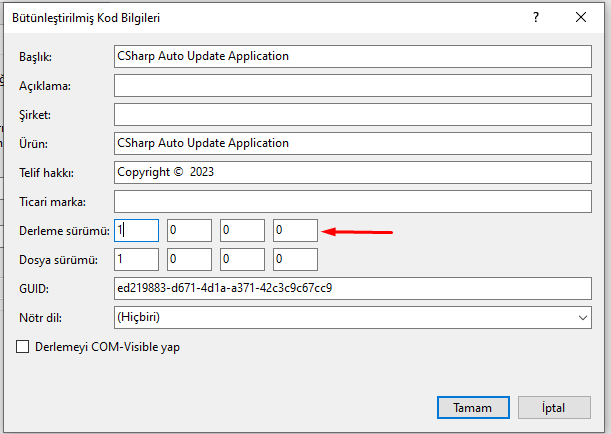 Bütünleştirilmiş Kod Bilgileri ? ✕
Başlık: CSharp Auto Update Application
Açıklama:
Şirket:
Ürün: CSharp Auto Update Application
Telif hakkı: Copyright © 2023
Ticari marka:
Derleme sürümü: 1 0 0 0
Dosya sürümü: 1 0 0 0
GUID: ed219883-d671-4d1a-a371-42c3c9c67cc9
Nötr dil: (Hiçbiri)
Derlemeyi COM-Visible yap
Tamam İptal